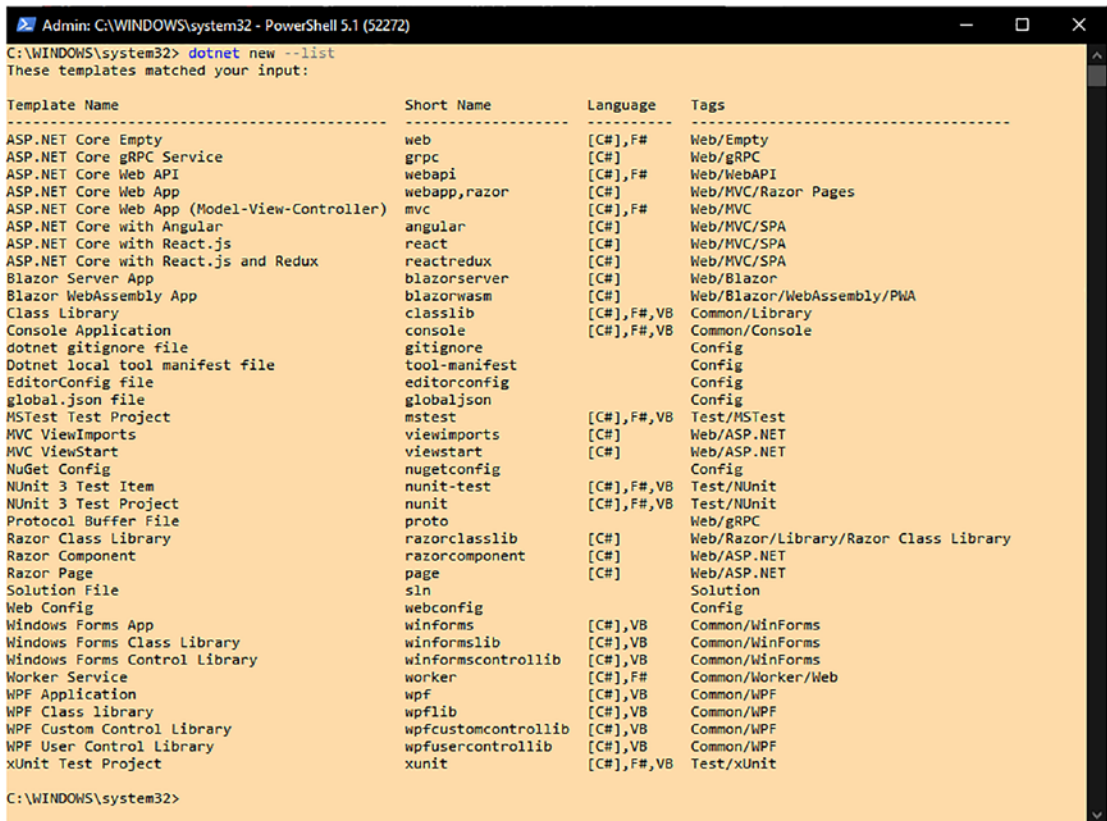 Admin: C:\WINDOWS\system32 - PowerShell 5.1 (52272)
C:\WINDOWS\system32> dotnet new --list
These templates matched your input:
Template Name Short Name Language Tags
-------------------------------------------- ------------------- ---------- -------------------------------------
ASP.NET Core Empty web [C#],F# Web/Empty
ASP.NET Core gRPC Service grpc [C#] Web/gRPC
ASP.NET Core Web API webapi [C#],F# Web/WebAPI
ASP.NET Core Web App webapp,razor [C#] Web/MVC/Razor Pages
ASP.NET Core Web App (Model-View-Controller) mvc [C#],F# Web/MVC
ASP.NET Core with Angular angular [C#] Web/MVC/SPA
ASP.NET Core with React.js react [C#] Web/MVC/SPA
ASP.NET Core with React.js and Redux reactredux [C#] Web/MVC/SPA
Blazor Server App blazorserver [C#] Web/Blazor
Blazor WebAssembly App blazorwasm [C#] Web/Blazor/WebAssembly/PWA
Class Library classlib [C#],F#,VB Common/Library
Console Application console [C#],F#,VB Common/Console
dotnet gitignore file gitignore Config
Dotnet local tool manifest file tool-manifest Config
EditorConfig file editorconfig Config
global.json file globaljson Config
MSTest Test Project mstest [C#],F#,VB Test/MSTest
MVC ViewImports viewimports [C#] Web/ASP.NET
MVC ViewStart viewstart [C#] Web/ASP.NET
NuGet Config nugetconfig Config
NUnit 3 Test Item nunit-test [C#],F#,VB Test/NUnit
NUnit 3 Test Project nunit [C#],F#,VB Test/NUnit
Protocol Buffer File proto Web/gRPC
Razor Class Library razorclasslib [C#] Web/Razor/Library/Razor Class Library
Razor Component razorcomponent [C#] Web/ASP.NET
Razor Page page [C#] Web/ASP.NET
Solution File sln Solution
Web Config webconfig Config
Windows Forms App winforms [C#],VB Common/WinForms
Windows Forms Class Library winformslib [C#],VB Common/WinForms
Windows Forms Control Library winformscontrollib [C#],VB Common/WinForms
Worker Service worker [C#],F# Common/Worker/Web
WPF Application wpf [C#],VB Common/WPF
WPF Class library wpflib [C#],VB Common/WPF
WPF Custom Control Library wpfcustomcontrollib [C#],VB Common/WPF
WPF User Control Library wpfusercontrollib [C#],VB Common/WPF
xUnit Test Project xunit [C#],F#,VB Test/xUnit
C:\WINDOWS\system32>